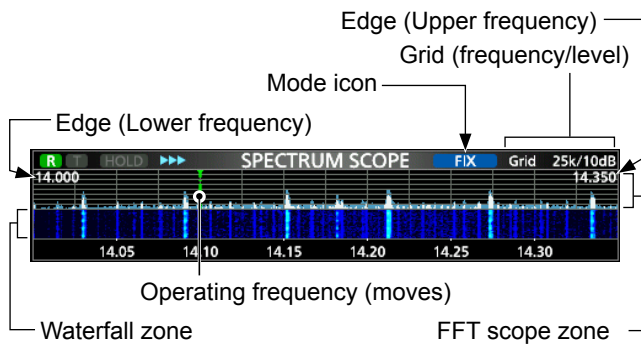 Edge (Upper frequency)
Grid (frequency/level)
Mode icon
Edge (Lower frequency)
R T HOLD SPECTRUM SCOPE FIX Grid 25k/10dB
14.000 14.350
14.05 14.10 14.15 14.20 14.25 14.30
Operating frequency (moves)
Waterfall zone FFT scope zone